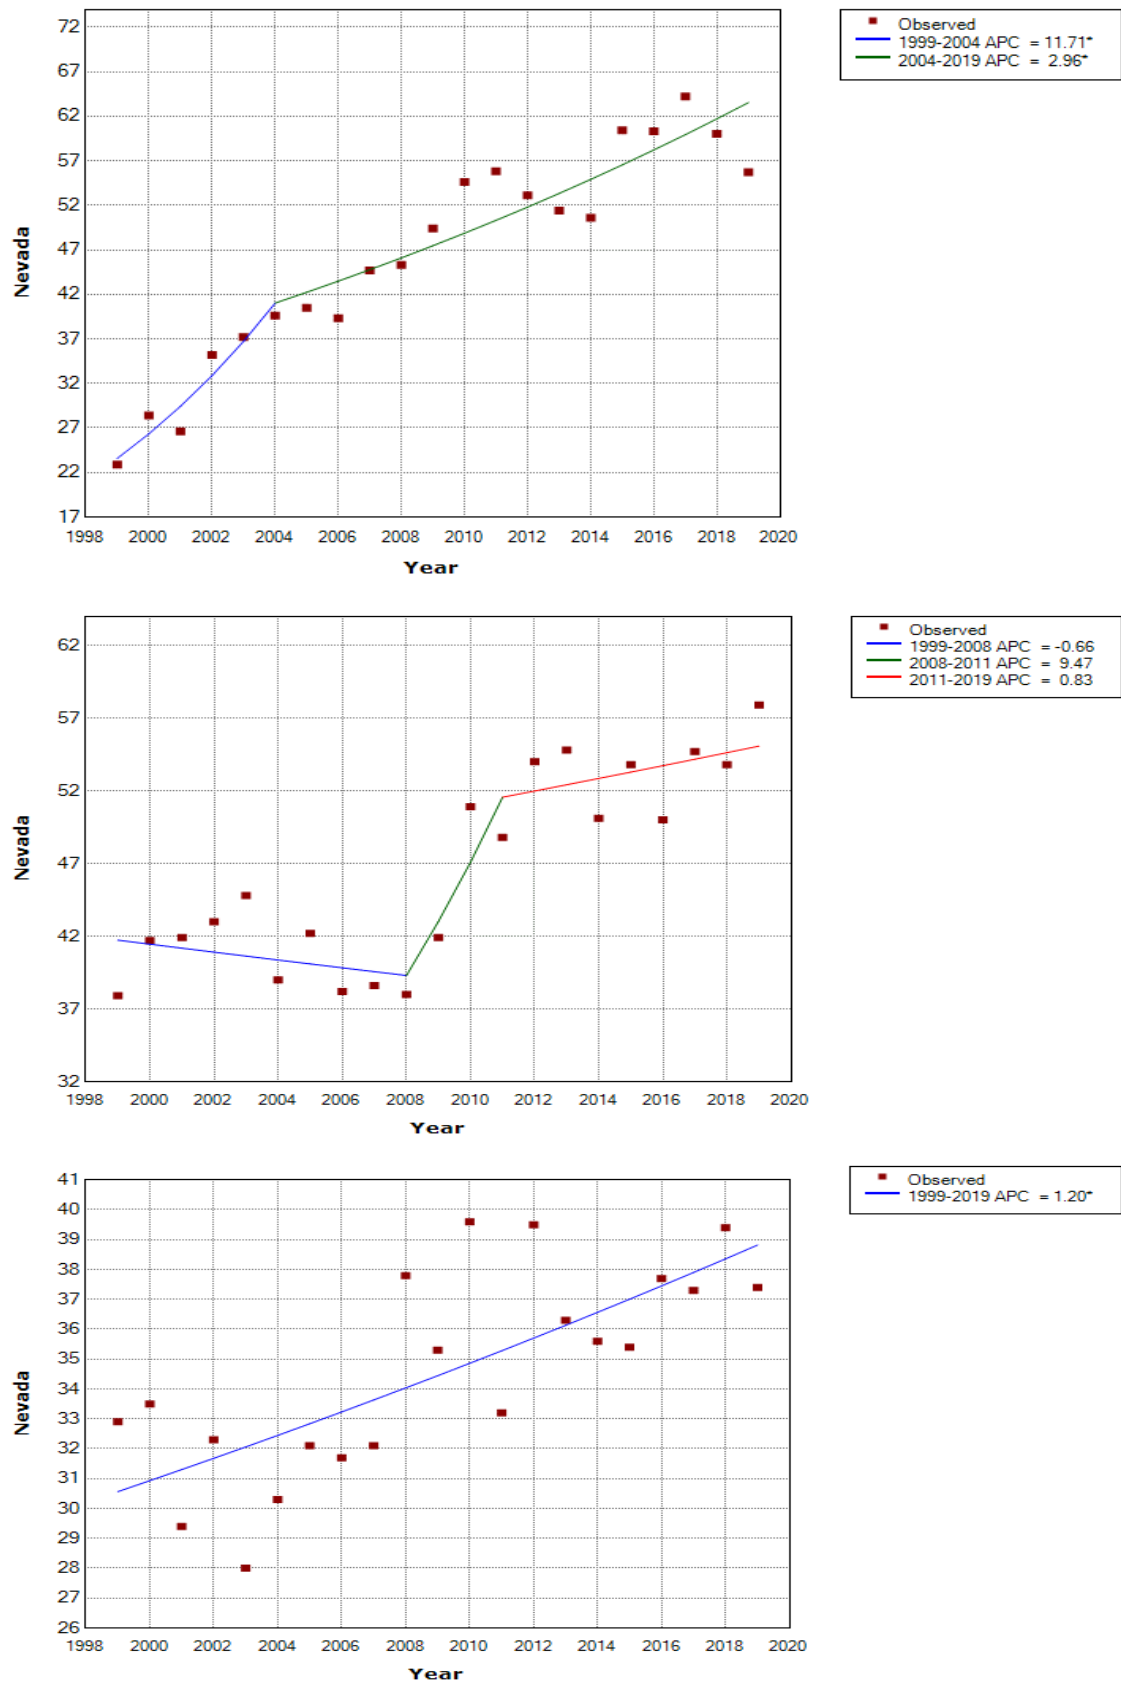 Observed
1999-2004 APC = 11.71*
2004-2019 APC = 2.96*
72
67
62
57
52
47
42
37
32
27
22
17
Nevada
1998 2000 2002 2004 2006 2008 2010 2012 2014 2016 2018 2020
Year
Observed
1999-2008 APC = -0.66
2008-2011 APC = 9.47
2011-2019 APC = 0.83
62
57
52
47
42
37
32
Nevada
1998 2000 2002 2004 2006 2008 2010 2012 2014 2016 2018 2020
Year
Observed
1999-2019 APC = 1.20*
41
40
39
38
37
36
35
34
33
32
31
30
29
28
27
26
Nevada
1998 2000 2002 2004 2006 2008 2010 2012 2014 2016 2018 2020
Year